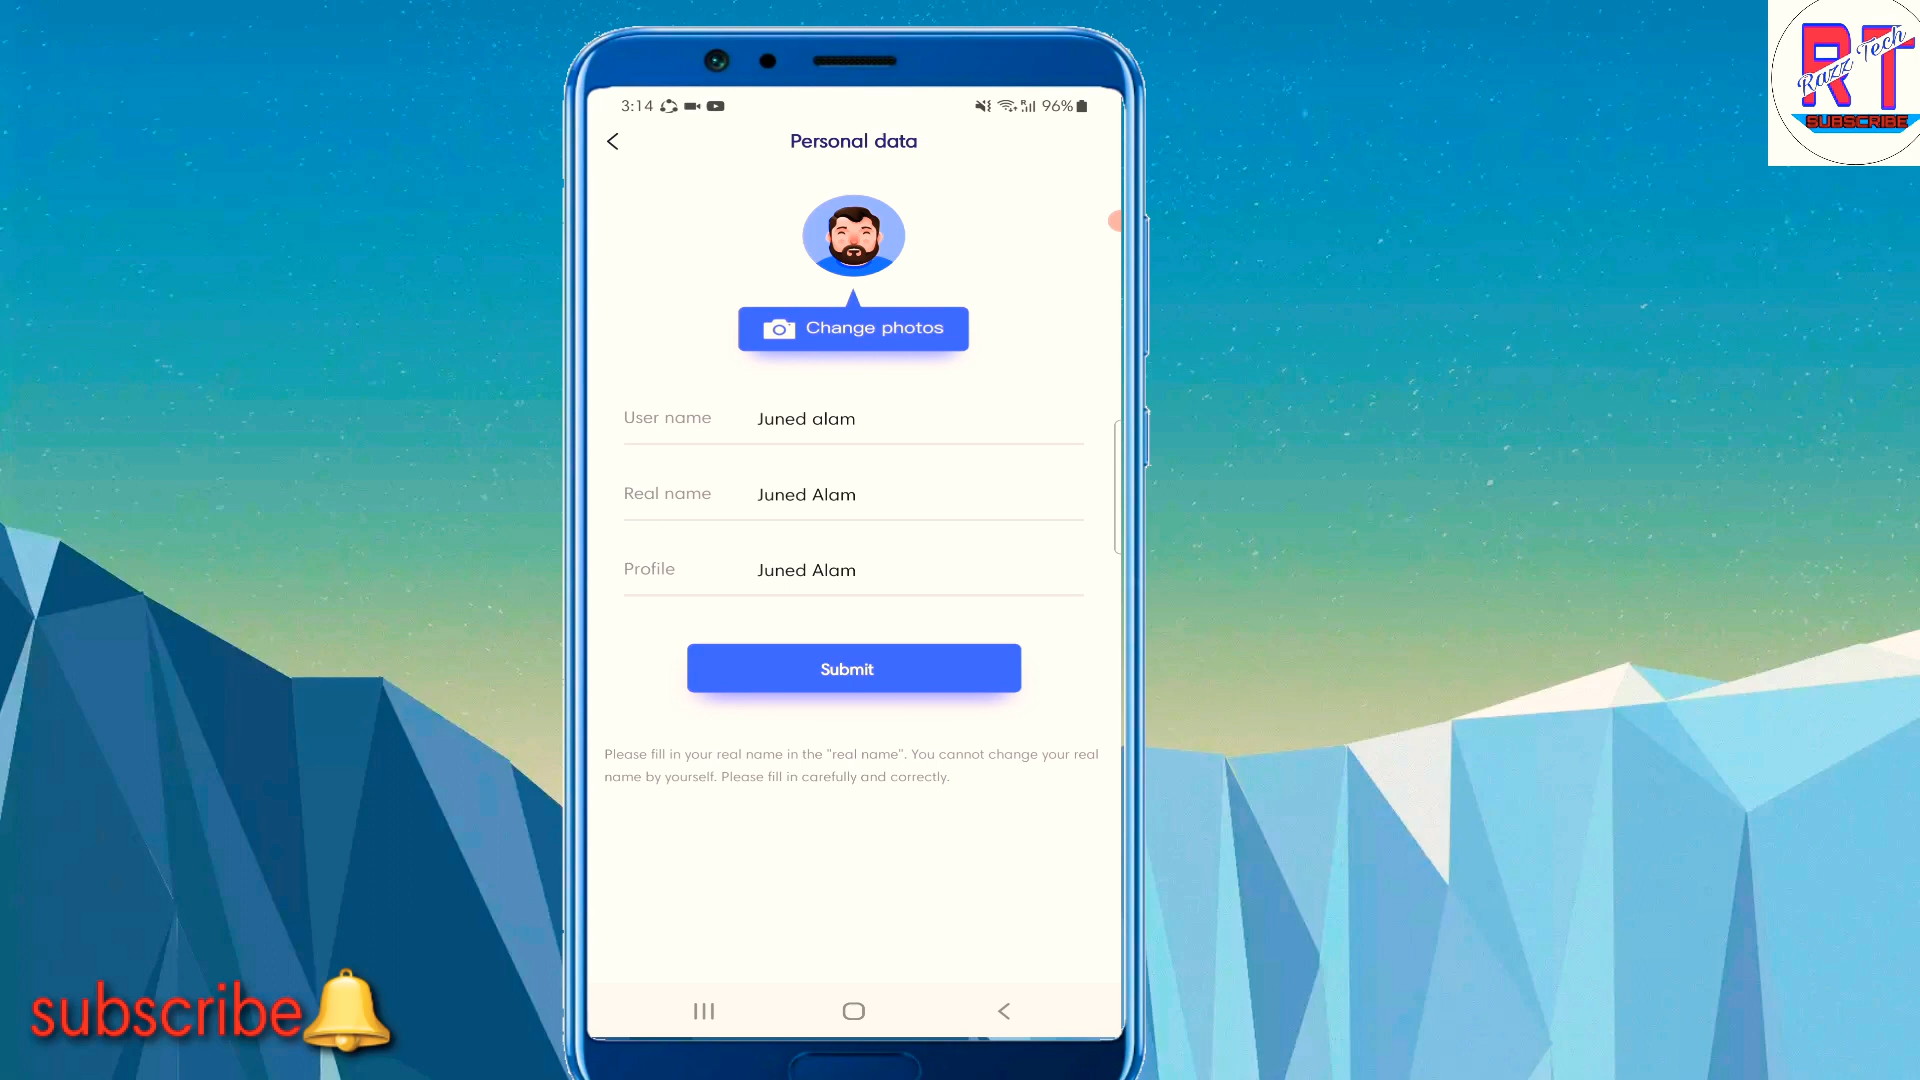 RT
Razz Tech
SUBSCRIBE
3:14
96%
Personal data
Change photos
User name Juned alam
Real name Juned Alam
Profile Juned Alam
Submit
Please fill in your real name in the "real name". You cannot change your real
name by yourself. Please fill in carefully and correctly.
subscribe